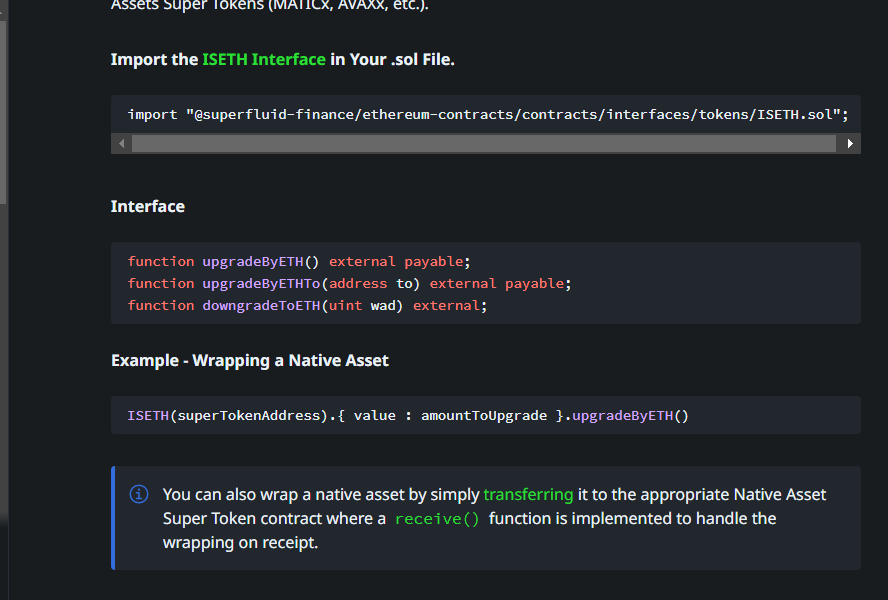 Assets Super Tokens (MATICx, AVAXx, etc.).
Import the ISETH Interface in Your .sol File.
import "@superfluid-finance/ethereum-contracts/contracts/interfaces/tokens/ISETH.sol";
Interface
function upgradeByETH() external payable;
function upgradeByETHTo(address to) external payable;
function downgradeToETH(uint wad) external;
Example - Wrapping a Native Asset
ISETH(superTokenAddress).{ value : amountToUpgrade }.upgradeByETH()
You can also wrap a native asset by simply transferring it to the appropriate Native Asset
Super Token contract where a receive() function is implemented to handle the
wrapping on receipt.